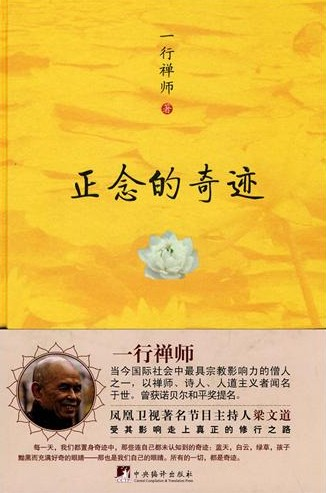 一行禅师 著
正念的奇迹
一行禅师
当今国际社会中最具宗教影响力的僧人
之一，以禅师、诗人、人道主义者闻名
于世。曾获诺贝尔和平奖提名。
凤凰卫视著名节目主持人梁文道
受其影响走上真正的修行之路
每一天，我们都置身奇迹中，那些连自己都未认知到的奇迹：蓝天，白云，绿草，孩子
黝黑而充满好奇的眼睛——那也是我们自己的眼睛。所有的一切，都是奇迹。
中央编译出版社